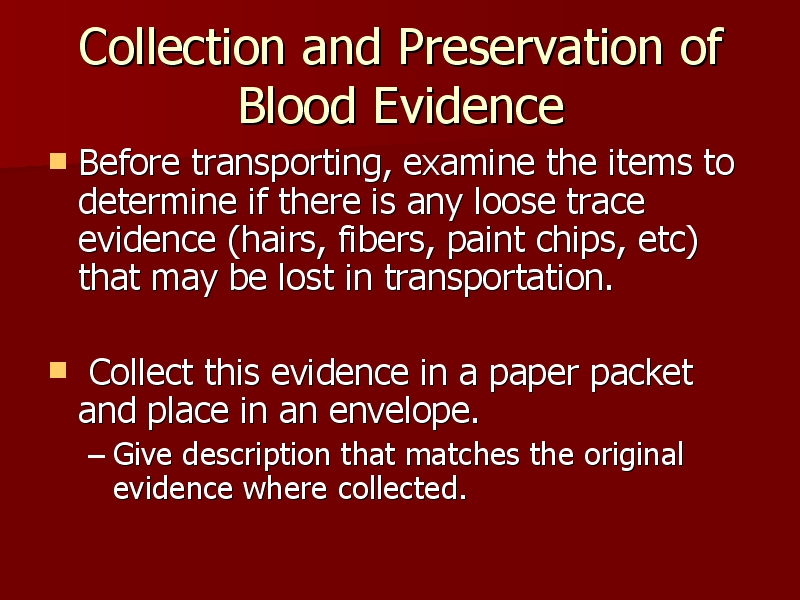 Collection and Preservation of
Blood Evidence
Before transporting, examine the items to
determine if there is any loose trace
evidence (hairs, fibers, paint chips, etc)
that may be lost in transportation.
Collect this evidence in a paper packet
and place in an envelope.
– Give description that matches the original
evidence where collected.